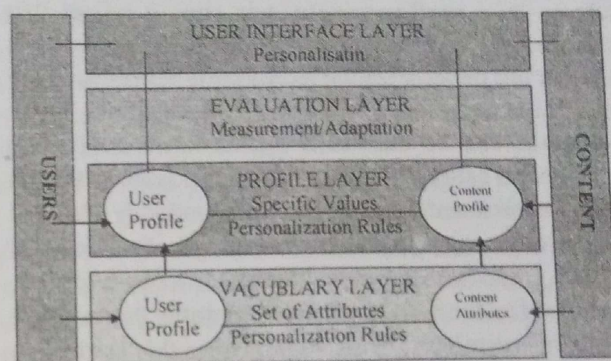 USER INTERFACE LAYER
Personalisatin
EVALUATION LAYER
Measurement/Adaptation
USERS
CONTENT
PROFILE LAYER
Specific Values
Personalization Rules
User
Profile
Content
Profile
VACUBLARY LAYER
Set of Attributes
Personalization Rules
User
Profile
Content
Attributes